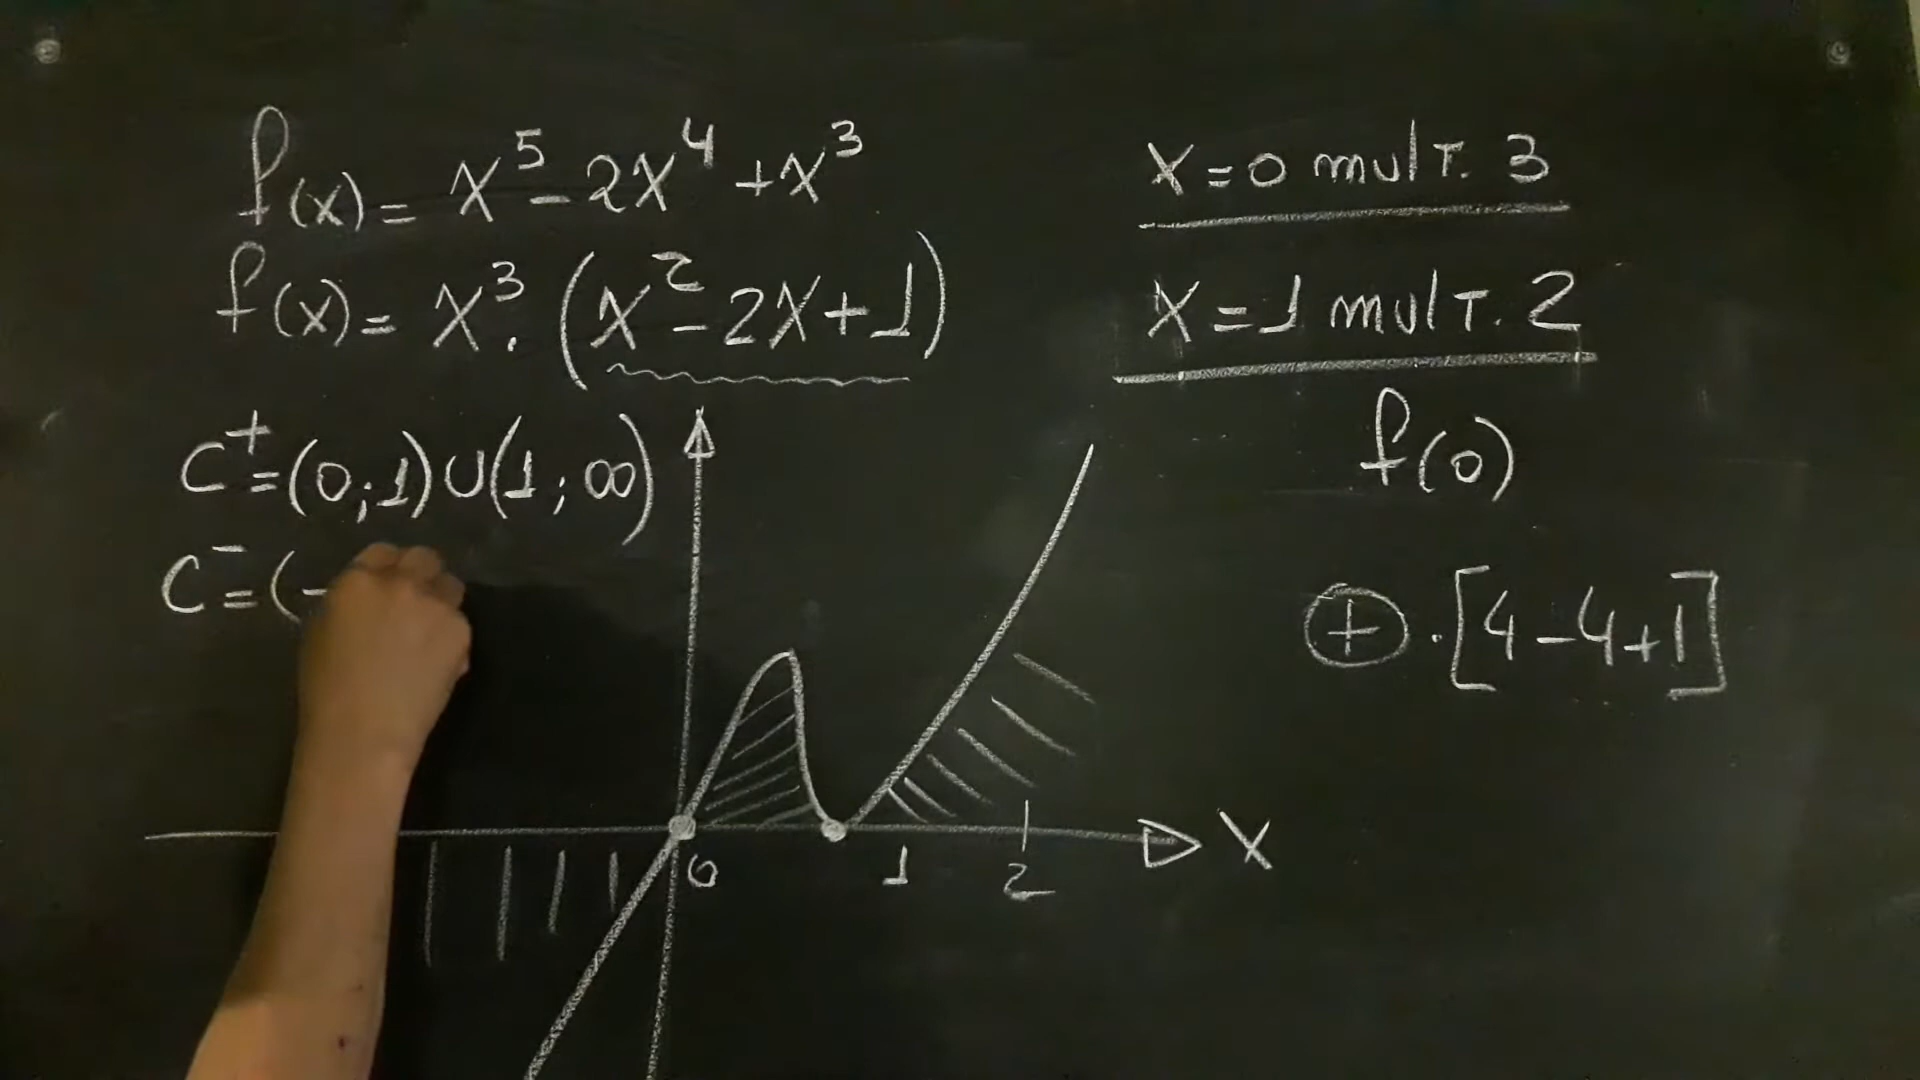 f(x) = x⁵ - 2x⁴ + x³
f(x) = x³ . (x² - 2x + 1)
x = 0 mult. 3
x = 1 mult. 2
C⁺ = (0;1) ∪ (1;∞)
C⁻ = (-
f(0)
+ . [4 - 4 + 1]
0
1
2
X